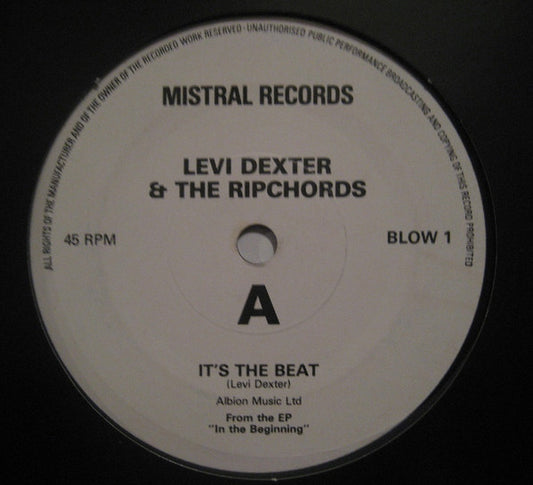 ALL RIGHTS OF THE MANUFACTURER AND OF THE OWNER OF THE RECORDED WORK RESERVED · UNAUTHORISED PUBLIC PERFORMANCE BROADCASTING AND COPYING OF THIS RECORD PROHIBITED
MISTRAL RECORDS
LEVI DEXTER
& THE RIPCHORDS
45 RPM
BLOW 1
A
IT'S THE BEAT
(Levi Dexter)
Albion Music Ltd
From the EP
"In the Beginning"